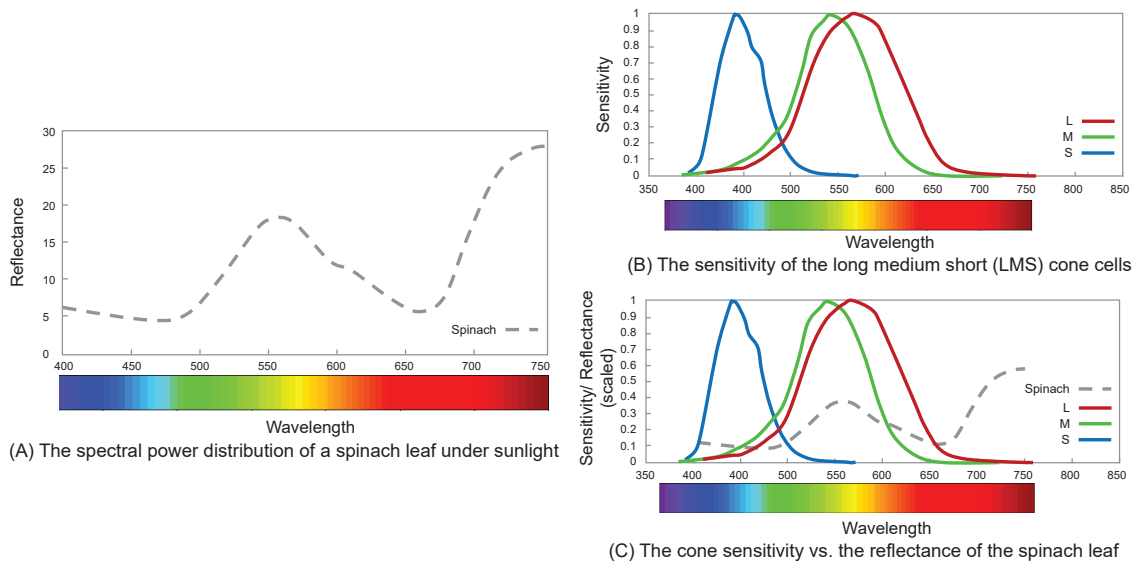 30
25
20
15
10
5
0
Reflectance
Spinach
400 450 500 550 600 650 700 750
Wavelength
(A) The spectral power distribution of a spinach leaf under sunlight
1
0.9
0.8
0.7
0.6
0.5
0.4
0.3
0.2
0.1
0
Sensitivity
L
M
S
350 400 400 500 550 600 650 700 750 800 850
Wavelength
(B) The sensitivity of the long medium short (LMS) cone cells
1
0.9
0.8
0.7
0.6
0.5
0.4
0.3
0.2
0.1
0
Sensitivity/ Reflectance
(scaled)
Spinach
L
M
S
350 400 400 500 550 600 650 700 750 800 850
Wavelength
(C) The cone sensitivity vs. the reflectance of the spinach leaf